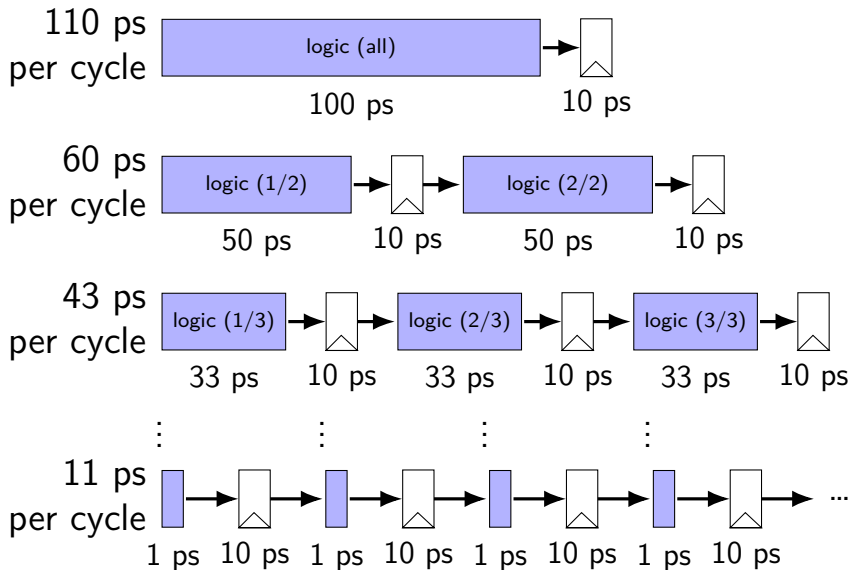 110 ps
per cycle
logic (all)
100 ps
10 ps
60 ps
per cycle
logic (1/2)
logic (2/2)
50 ps
10 ps
50 ps
10 ps
43 ps
per cycle
logic (1/3)
logic (2/3)
logic (3/3)
33 ps
10 ps
33 ps
10 ps
33 ps
10 ps
11 ps
per cycle
...
1 ps
10 ps
1 ps
10 ps
1 ps
10 ps
1 ps
10 ps